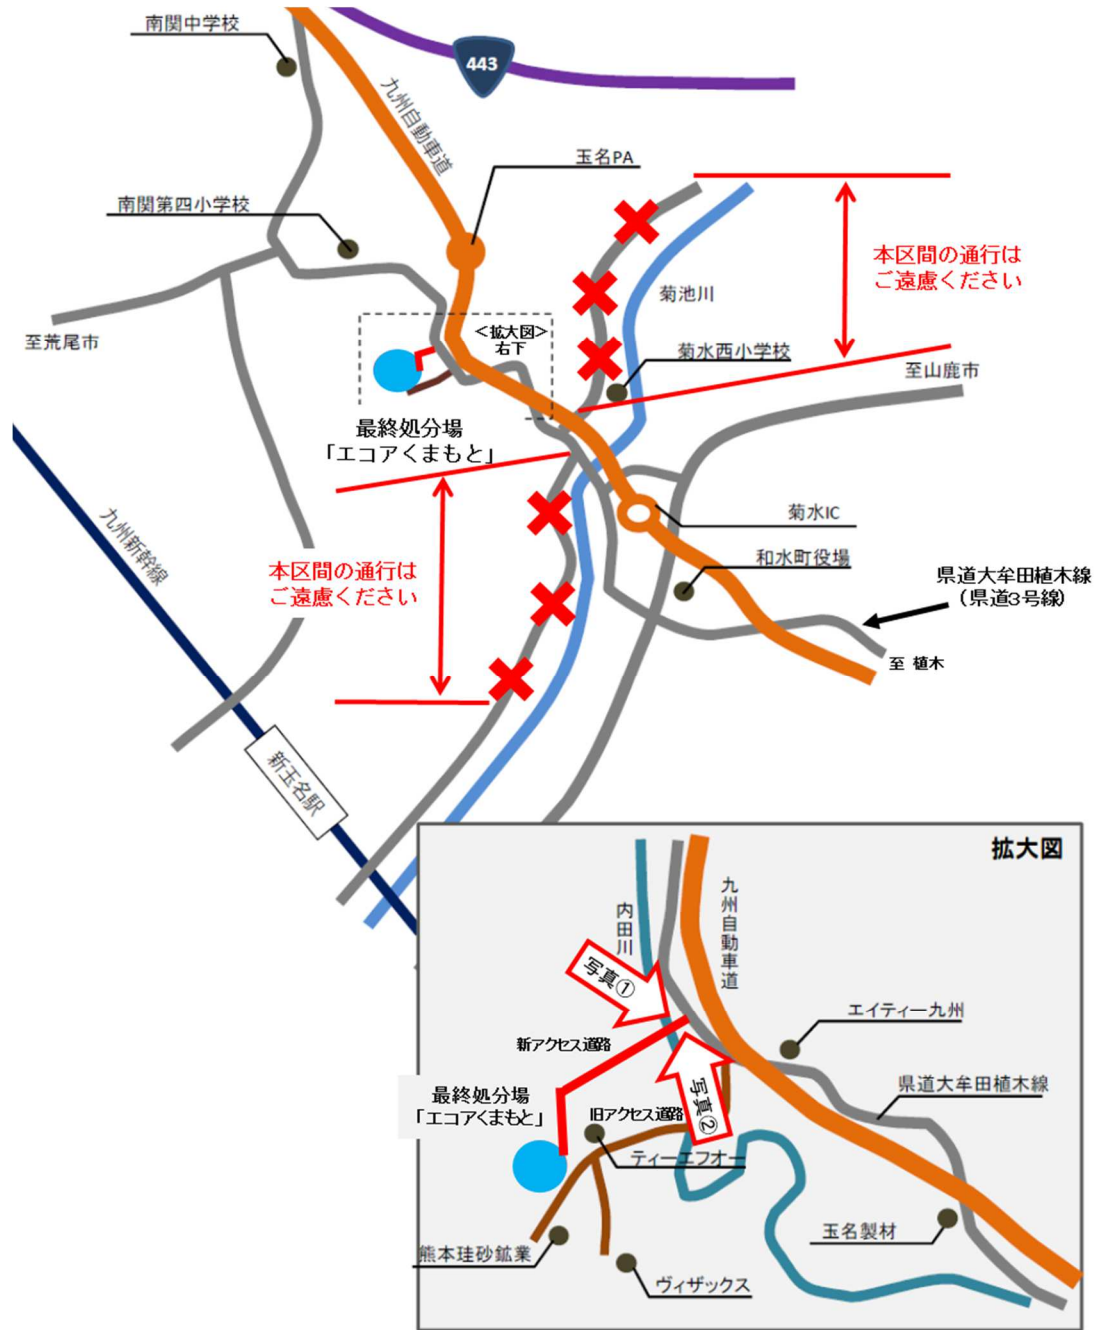 南関中学校
443
九州自動車道
玉名PA
南関第四小学校
本区間の通行は
ご遠慮ください
菊池川
至荒尾市
<拡大図>
右下
菊水西小学校
至山鹿市
最終処分場
「エコアくまもと」
九州新幹線
菊水IC
本区間の通行は
ご遠慮ください
和水町役場
県道大牟田植木線
(県道3号線)
至 植木
新玉名駅
拡大図
内田川
九州自動車道
写真①
エイティー九州
新アクセス道路
県道大牟田植木線
最終処分場
「エコアくまもと」
旧アクセス道路
写真②
ティーエフオー
玉名製材
熊本珪砂鉱業
ヴィザックス